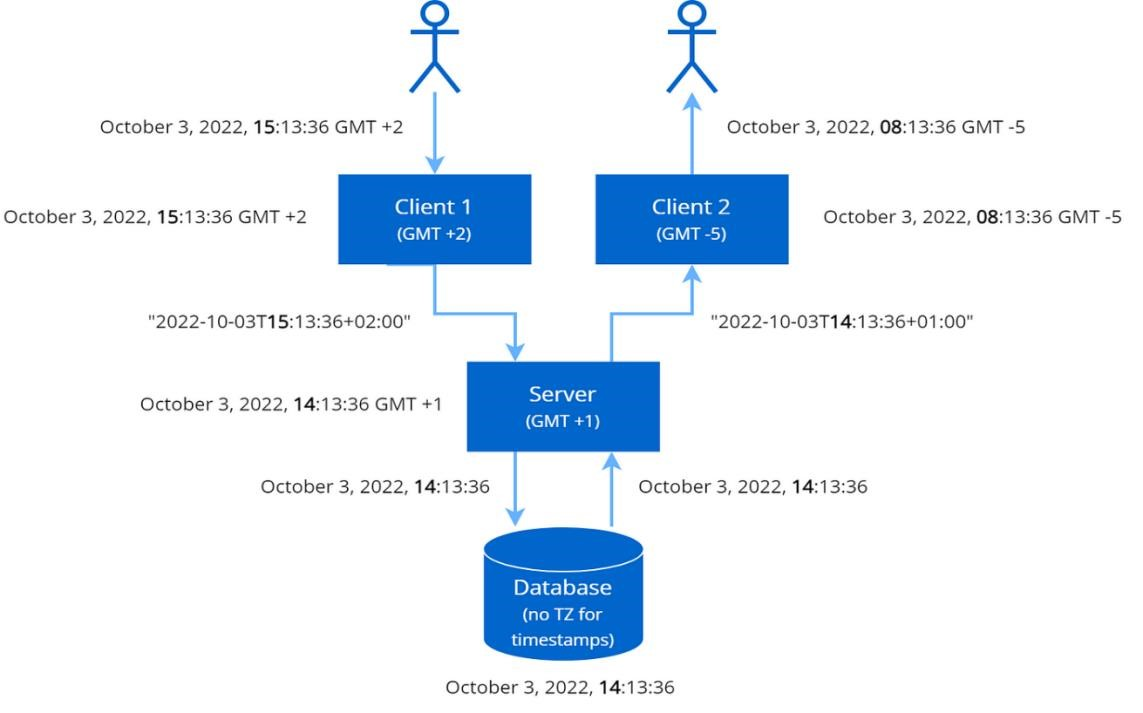 October 3, 2022, 15:13:36 GMT +2
October 3, 2022, 08:13:36 GMT -5
October 3, 2022, 15:13:36 GMT +2
Client 1
(GMT +2)
Client 2
(GMT -5)
October 3, 2022, 08:13:36 GMT -5
"2022-10-03T15:13:36+02:00"
"2022-10-03T14:13:36+01:00"
October 3, 2022, 14:13:36 GMT +1
Server
(GMT +1)
October 3, 2022, 14:13:36
October 3, 2022, 14:13:36
Database
(no TZ for
timestamps)
October 3, 2022, 14:13:36